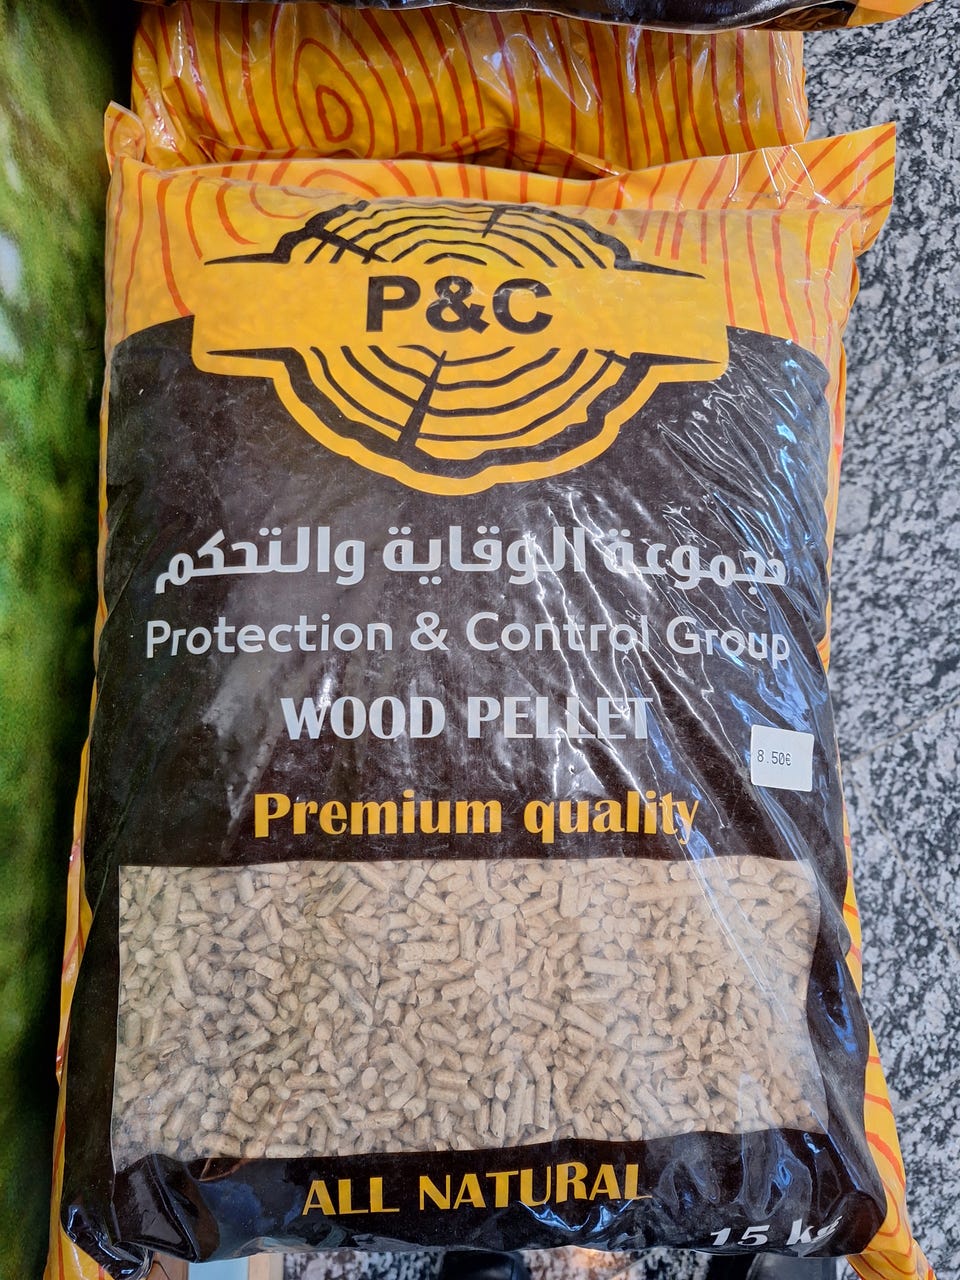 P&C
مجموعة الوقاية والتحكم
Protection & Control Group
WOOD PELLET
8.50€
Premium quality
ALL NATURAL
15 kg